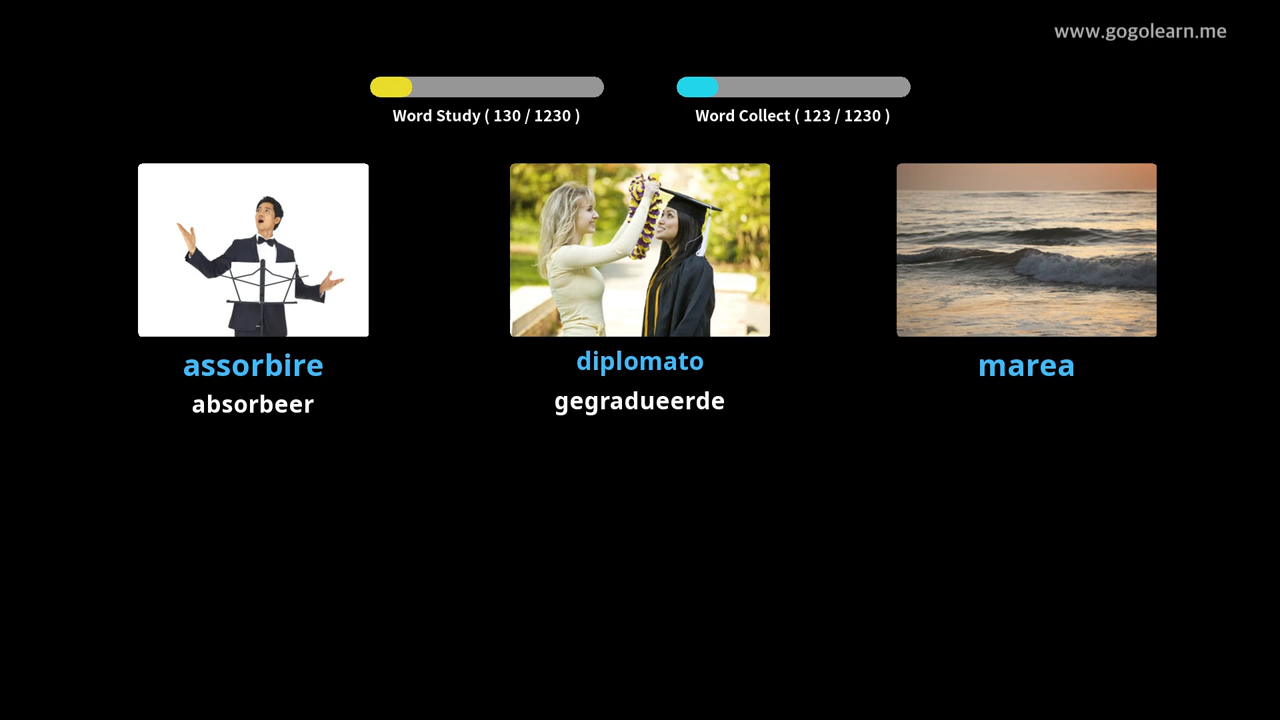 www.gogolearn.me
Word Study ( 130 / 1230 )
Word Collect ( 123 / 1230 )
assorbire
absorbeer
diplomato
gegradueerde
marea